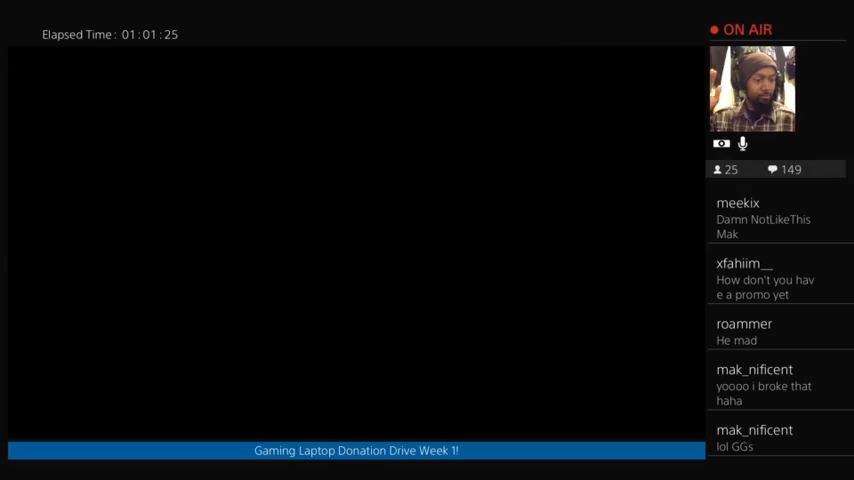 Elapsed Time: 01:01:25
ON AIR
25 149
meekix
Damn NotLikeThis
Mak
xfahiim__
How don't you hav
e a promo yet
roammer
He mad
mak_nificent
yoooo i broke that
haha
mak_nificent
lol GGs
Gaming Laptop Donation Drive Week 1!